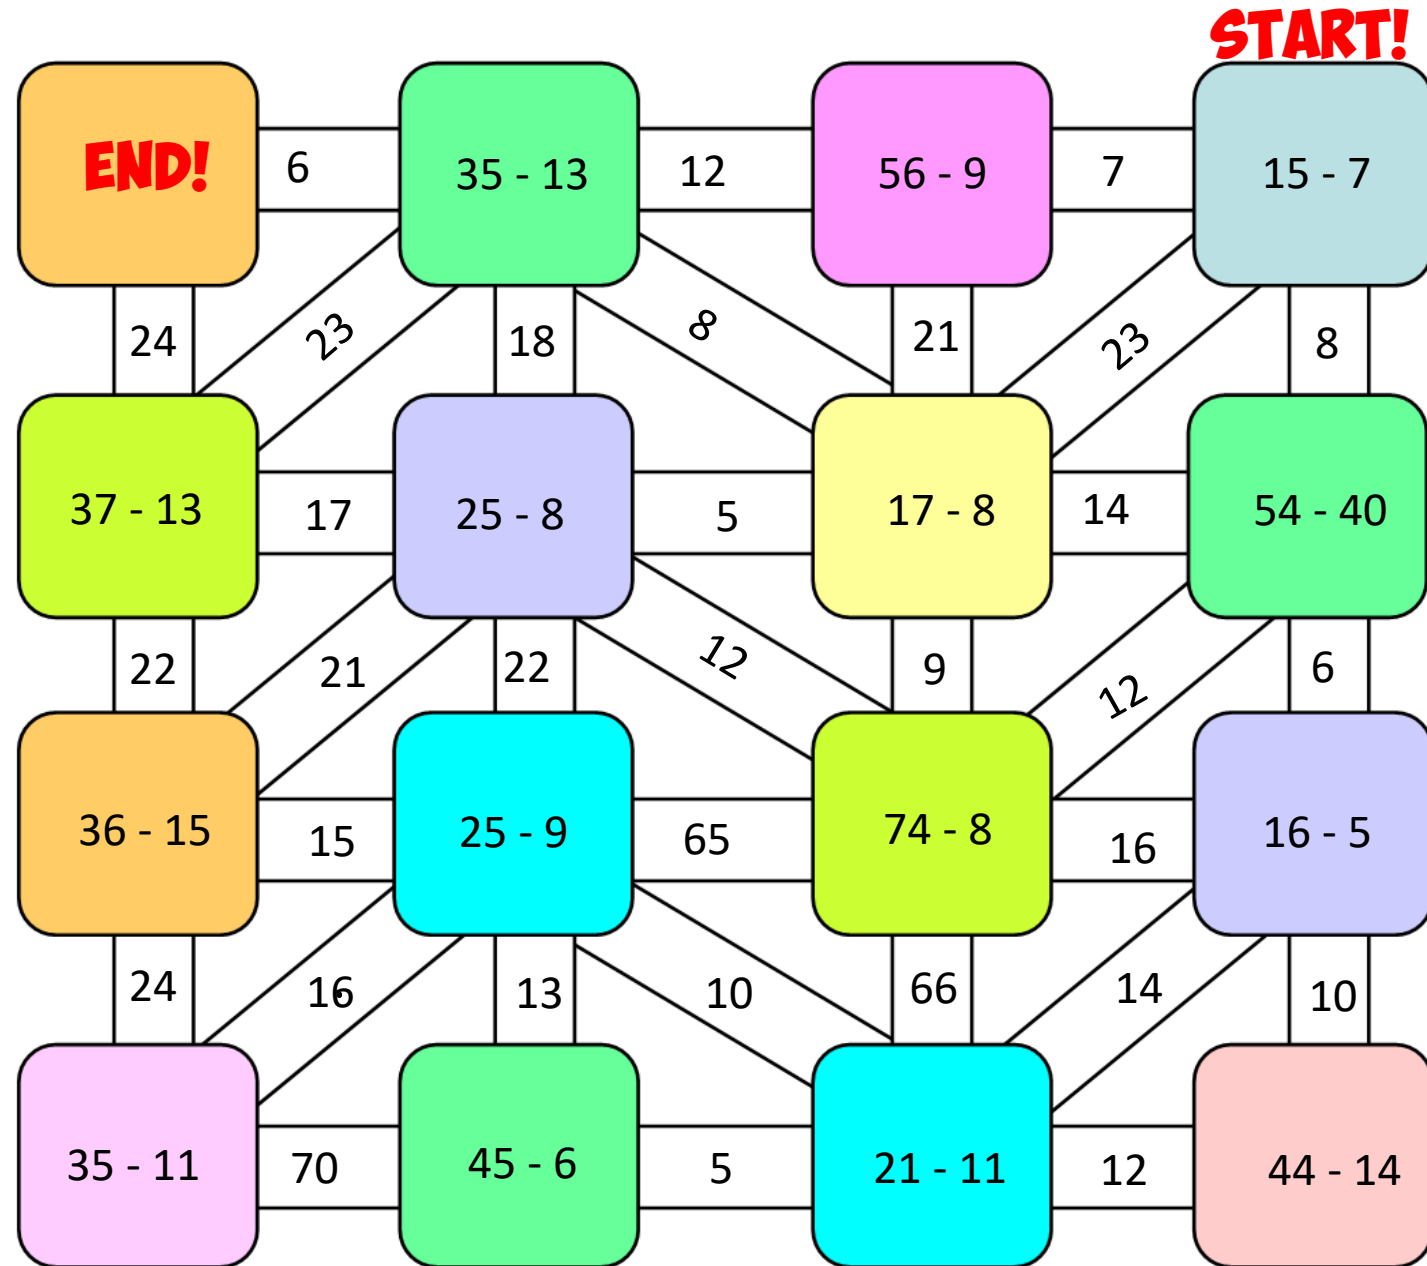 START!
END! 6 35 - 13 12 56 - 9 7 15 - 7
24 23 18 8 21 23 8
37 - 13 17 25 - 8 5 17 - 8 14 54 - 40
22 21 22 12 9 12 6
36 - 15 15 25 - 9 65 74 - 8 16 16 - 5
24 16 13 10 66 14 10
35 - 11 70 45 - 6 5 21 - 11 12 44 - 14